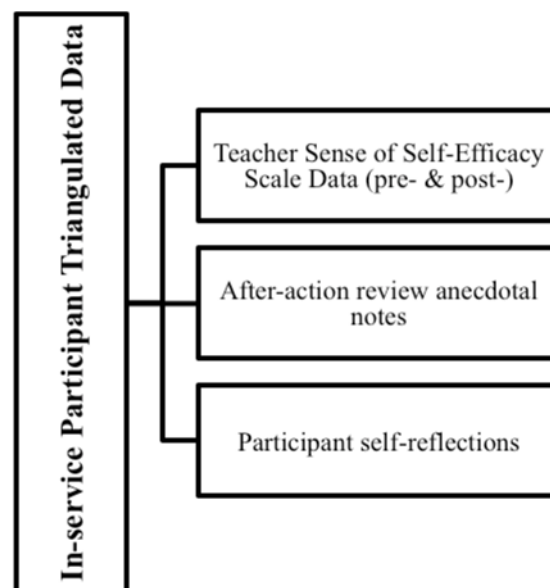 In-service Participant Triangulated Data
Teacher Sense of Self-Efficacy
Scale Data (pre- & post-)
After-action review anecdotal
notes
Participant self-reflections